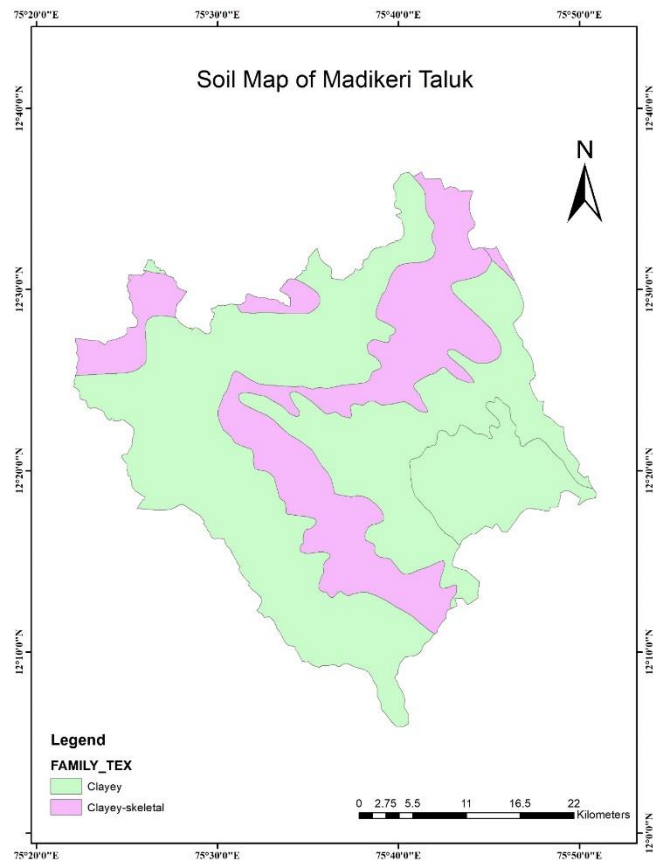 75°20'0"E 75°30'0"E 75°40'0"E 75°50'0"E
Soil Map of Madikeri Taluk
N
12°40'0"N 12°40'0"N
12°30'0"N 12°30'0"N
12°20'0"N 12°20'0"N
12°10'0"N 12°10'0"N
12°0'0"N
Legend
FAMILY_TEX
Clayey
Clayey-skeletal
0 2.75 5.5 11 16.5 22
Kilometers
75°20'0"E 75°30'0"E 75°40'0"E 75°50'0"E